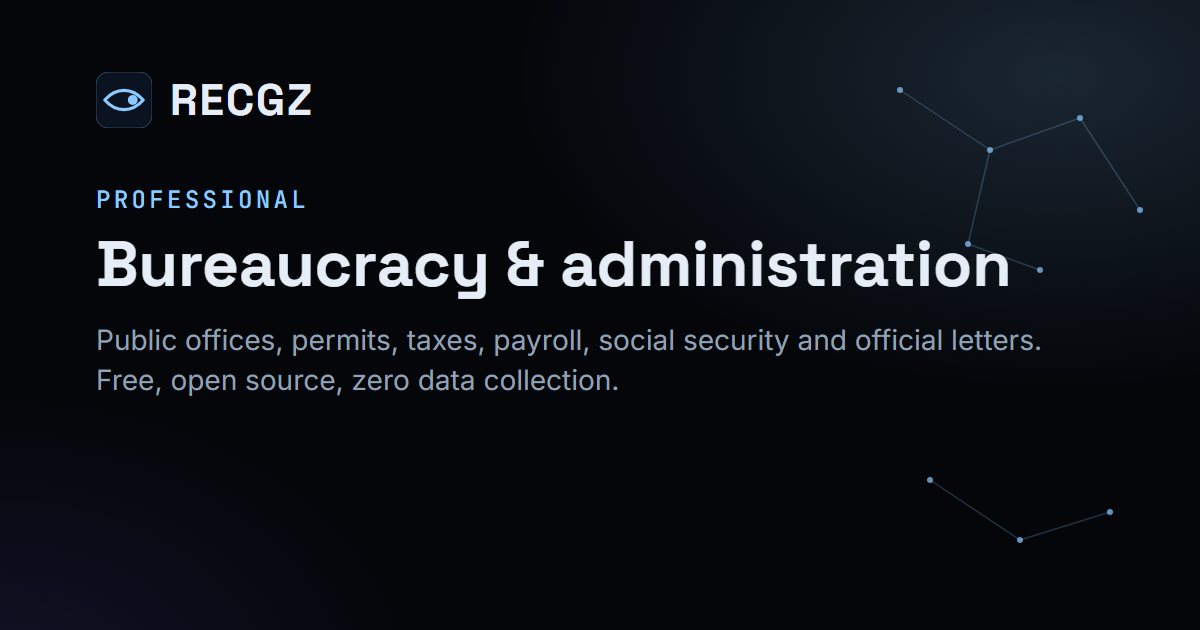 RECGZ
PROFESSIONAL
Bureaucracy & administration
Public offices, permits, taxes, payroll, social security and official letters.
Free, open source, zero data collection.